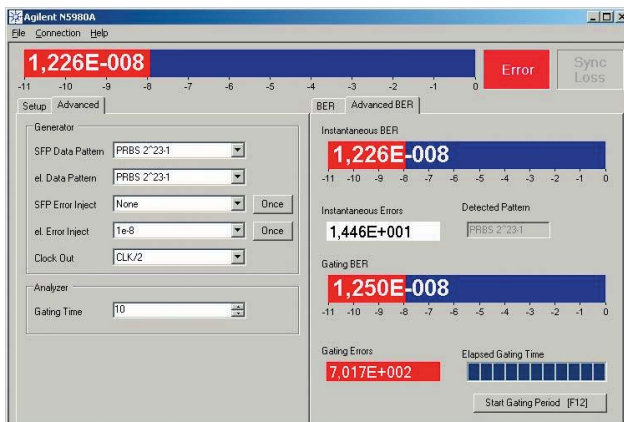 Agilent N5980A
File Connection Help
1,226E-008
-11 -10 -9 -8 -7 -6 -5 -4 -3 -2 -1 0
Error
Sync Loss
Setup Advanced
Generator
SFP Data Pattern PRBS 2^23-1
el. Data Pattern PRBS 2^23-1
SFP Error Inject None Once
el. Error Inject 1e-8 Once
Clock Out CLK/2
Analyzer
Gating Time 10
BER Advanced BER
Instantaneous BER
1,226E-008
-11 -10 -9 -8 -7 -6 -5 -4 -3 -2 -1 0
Instantaneous Errors Detected Pattern
1,446E+001 PRBS 2^23-1
Gating BER
1,250E-008
-11 -10 -9 -8 -7 -6 -5 -4 -3 -2 -1 0
Gating Errors Elapsed Gating Time
7,017E+002
Start Gating Period [F12]